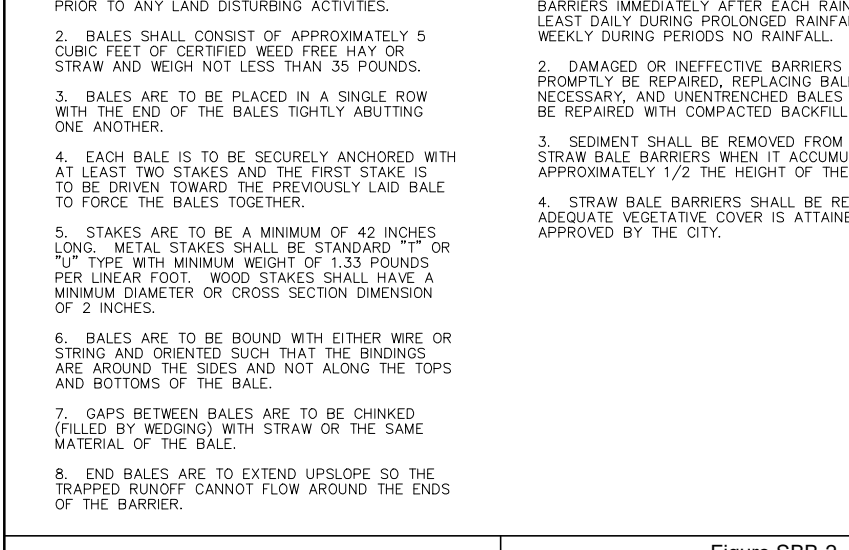 PRIOR TO ANY LAND DISTURBING ACTIVITIES.
2. BALES SHALL CONSIST OF APPROXIMATELY 5
CUBIC FEET OF CERTIFIED WEED FREE HAY OR
STRAW AND WEIGH NOT LESS THAN 35 POUNDS.
3. BALES ARE TO BE PLACED IN A SINGLE ROW
WITH THE END OF THE BALES TIGHTLY ABUTTING
ONE ANOTHER.
4. EACH BALE IS TO BE SECURELY ANCHORED WITH
AT LEAST TWO STAKES AND THE FIRST STAKE IS
TO BE DRIVEN TOWARD THE PREVIOUSLY LAID BALE
TO FORCE THE BALES TOGETHER.
5. STAKES ARE TO BE A MINIMUM OF 42 INCHES
LONG. METAL STAKES SHALL BE STANDARD "T" OR
"U" TYPE WITH MINIMUM WEIGHT OF 1.33 POUNDS
PER LINEAR FOOT. WOOD STAKES SHALL HAVE A
MINIMUM DIAMETER OR CROSS SECTION DIMENSION
OF 2 INCHES.
6. BALES ARE TO BE BOUND WITH EITHER WIRE OR
STRING AND ORIENTED SUCH THAT THE BINDINGS
ARE AROUND THE SIDES AND NOT ALONG THE TOPS
AND BOTTOMS OF THE BALE.
7. GAPS BETWEEN BALES ARE TO BE CHINKED
(FILLED BY WEDGING) WITH STRAW OR THE SAME
MATERIAL OF THE BALE.
8. END BALES ARE TO EXTEND UPSLOPE SO THE
TRAPPED RUNOFF CANNOT FLOW AROUND THE ENDS
OF THE BARRIER.
BARRIERS IMMEDIATELY AFTER EACH RAIN
LEAST DAILY DURING PROLONGED RAINFA
WEEKLY DURING PERIODS NO RAINFALL.
2. DAMAGED OR INEFFECTIVE BARRIERS
PROMPTLY BE REPAIRED, REPLACING BAL
NECESSARY, AND UNENTRENCHED BALES
BE REPAIRED WITH COMPACTED BACKFILL
3. SEDIMENT SHALL BE REMOVED FROM
STRAW BALE BARRIERS WHEN IT ACCUMU
APPROXIMATELY 1/2 THE HEIGHT OF THE
4. STRAW BALE BARRIERS SHALL BE RE
ADEQUATE VEGETATIVE COVER IS ATTAINE
APPROVED BY THE CITY.
Figure SBB-2